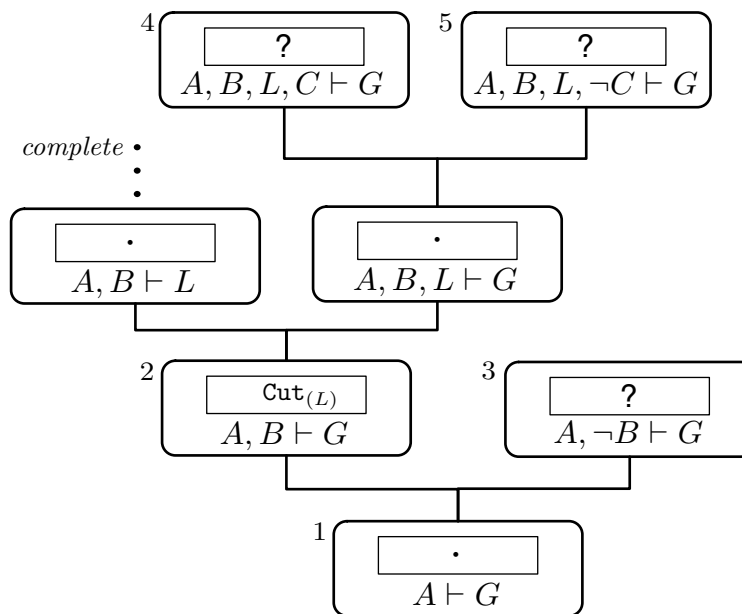 4 ? 5 ?
A, B, L, C ⊢ G A, B, L, ¬C ⊢ G
complete
· ·
A, B ⊢ L A, B, L ⊢ G
2 Cut(L) 3 ?
A, B ⊢ G A, ¬B ⊢ G
1 ·
A ⊢ G